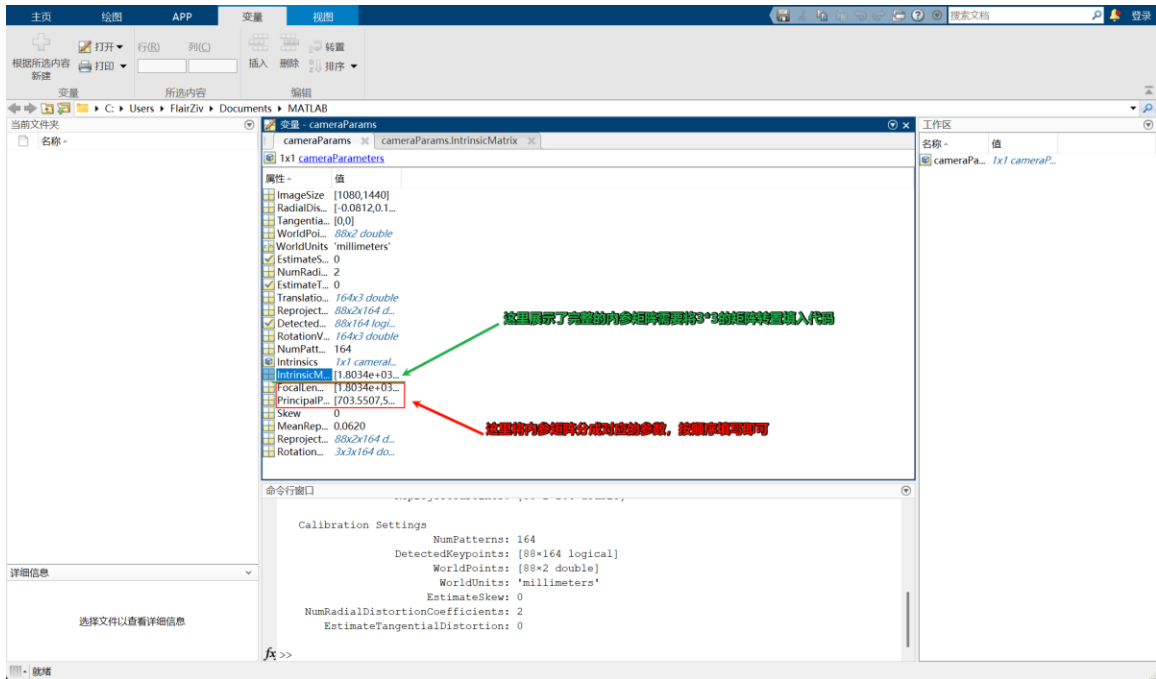 主页 绘图 APP 变量 视图 搜索文档 登录
打开 行(R) 列(C) 转置
根据所选内容新建 打印 插入 删除 排序
变量 所选内容 编辑
C: Users FlairZiv Documents MATLAB
当前文件夹
名称
变量 - cameraParams
cameraParams cameraParams.IntrinsicMatrix
1x1 cameraParameters
属性 值
ImageSize [1080,1440]
RadialDis... [-0.0812,0.1...
Tangentia... [0,0]
WorldPoi... 88x2 double
WorldUnits 'millimeters'
EstimateS... 0
NumRadi... 2
EstimateT... 0
Translatio... 164x3 double
Reproject... 88x2x164 d...
Detected... 88x164 logi...
RotationV... 164x3 double
NumPatt... 164
Intrinsics 1x1 cameraI...
IntrinsicM... [1.8034e+03...
FocalLen... [1.8034e+03...
PrincipalP... [703.5507,5...
Skew 0
MeanRep... 0.0620
Reproject... 88x2x164 d...
Rotation... 3x3x164 do...
这里展示了完整的内参矩阵需要将3*3的矩阵转置填入代码
这里将内参矩阵分成对应的参数，按顺序填写即可
工作区
名称 值
cameraPa... 1x1 cameraP...
命令行窗口
Calibration Settings
NumPatterns: 164
DetectedKeypoints: [88×164 logical]
WorldPoints: [88×2 double]
WorldUnits: 'millimeters'
EstimateSkew: 0
NumRadialDistortionCoefficients: 2
EstimateTangentialDistortion: 0
fx >>
详细信息
选择文件以查看详细信息
就绪